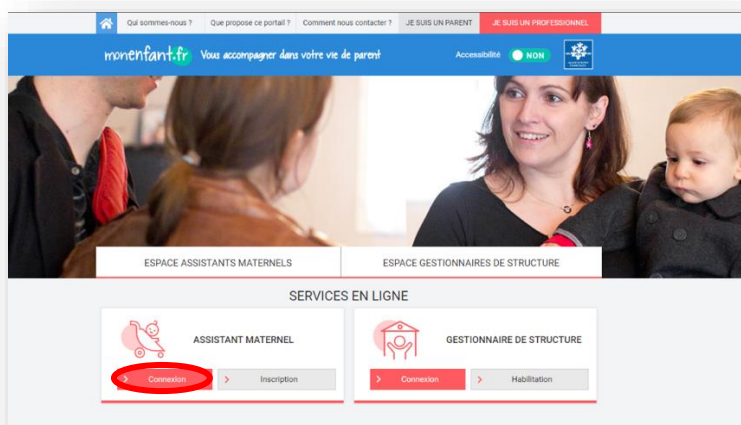 Qui sommes-nous ? Que propose ce portail ? Comment nous contacter ? JE SUIS UN PARENT JE SUIS UN PROFESSIONNEL
monenfant.fr Vous accompagner dans votre vie de parent Accessibilité NON
ESPACE ASSISTANTS MATERNELS ESPACE GESTIONNAIRES DE STRUCTURE
SERVICES EN LIGNE
ASSISTANT MATERNEL GESTIONNAIRE DE STRUCTURE
Connexion Inscription Connexion Habilitation